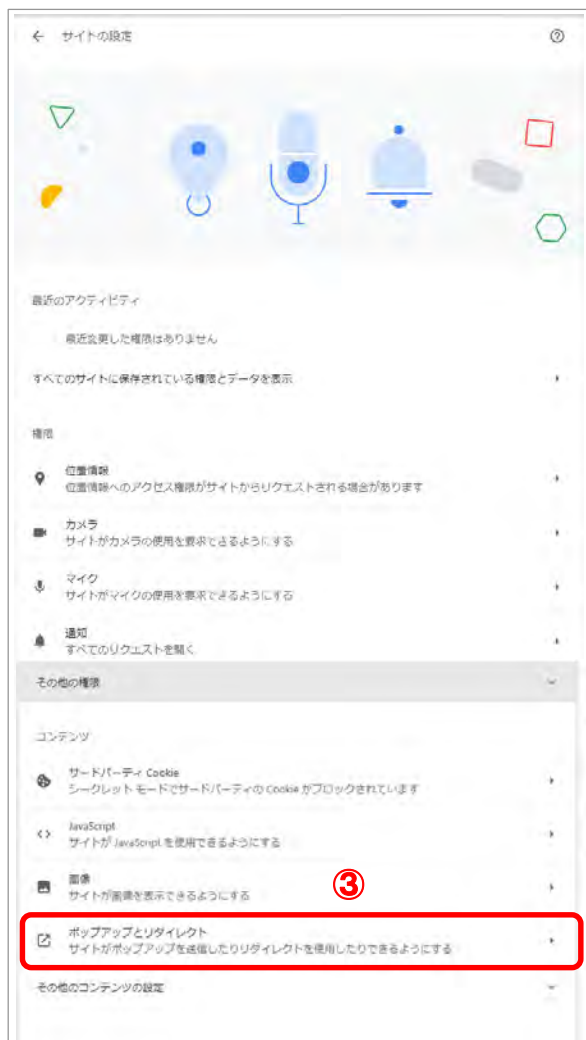 サイトの設定
最近のアクティビティ
最近変更した権限はありません
すべてのサイトに保存されている権限とデータを表示
権限
位置情報
位置情報へのアクセス権限がサイトからリクエストされる場合があります
カメラ
サイトがカメラの使用を要求できるようにする
マイク
サイトがマイクの使用を要求できるようにする
通知
すべてのリクエストを開く
その他の権限
コンテンツ
サードパーティ Cookie
シークレット モードでサードパーティの Cookie がブロックされています
JavaScript
サイトが JavaScript を使用できるようにする
画像
サイトが画像を表示できるようにする
③
ポップアップとリダイレクト
サイトがポップアップを送信したりリダイレクトを使用したりできるようにする
その他のコンテンツの設定